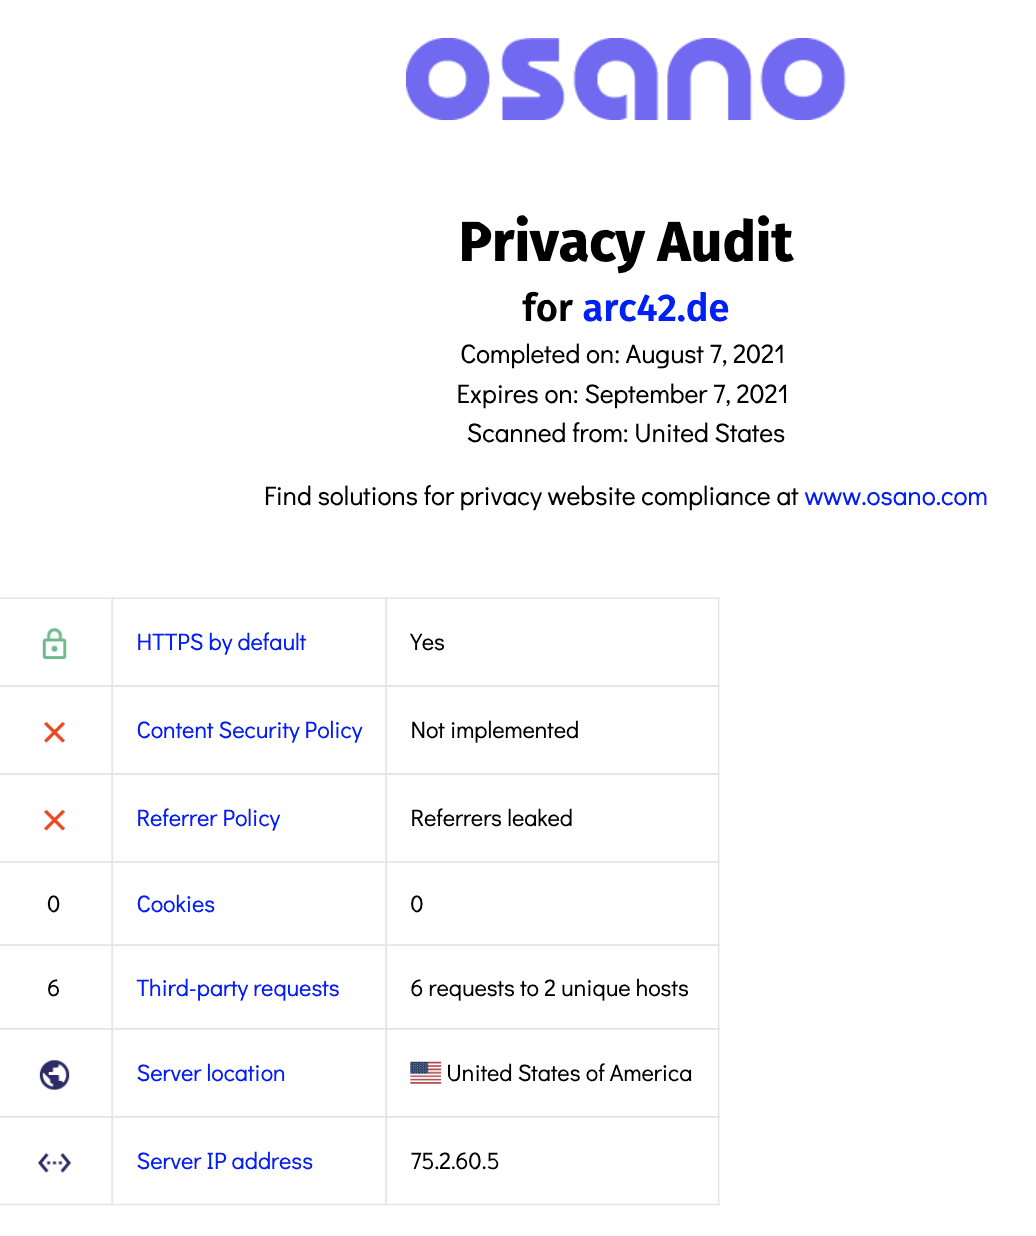 osano
Privacy Audit
for arc42.de
Completed on: August 7, 2021
Expires on: September 7, 2021
Scanned from: United States
Find solutions for privacy website compliance at www.osano.com
HTTPS by default Yes
Content Security Policy Not implemented
Referrer Policy Referrers leaked
0 Cookies 0
6 Third-party requests 6 requests to 2 unique hosts
Server location United States of America
Server IP address 75.2.60.5